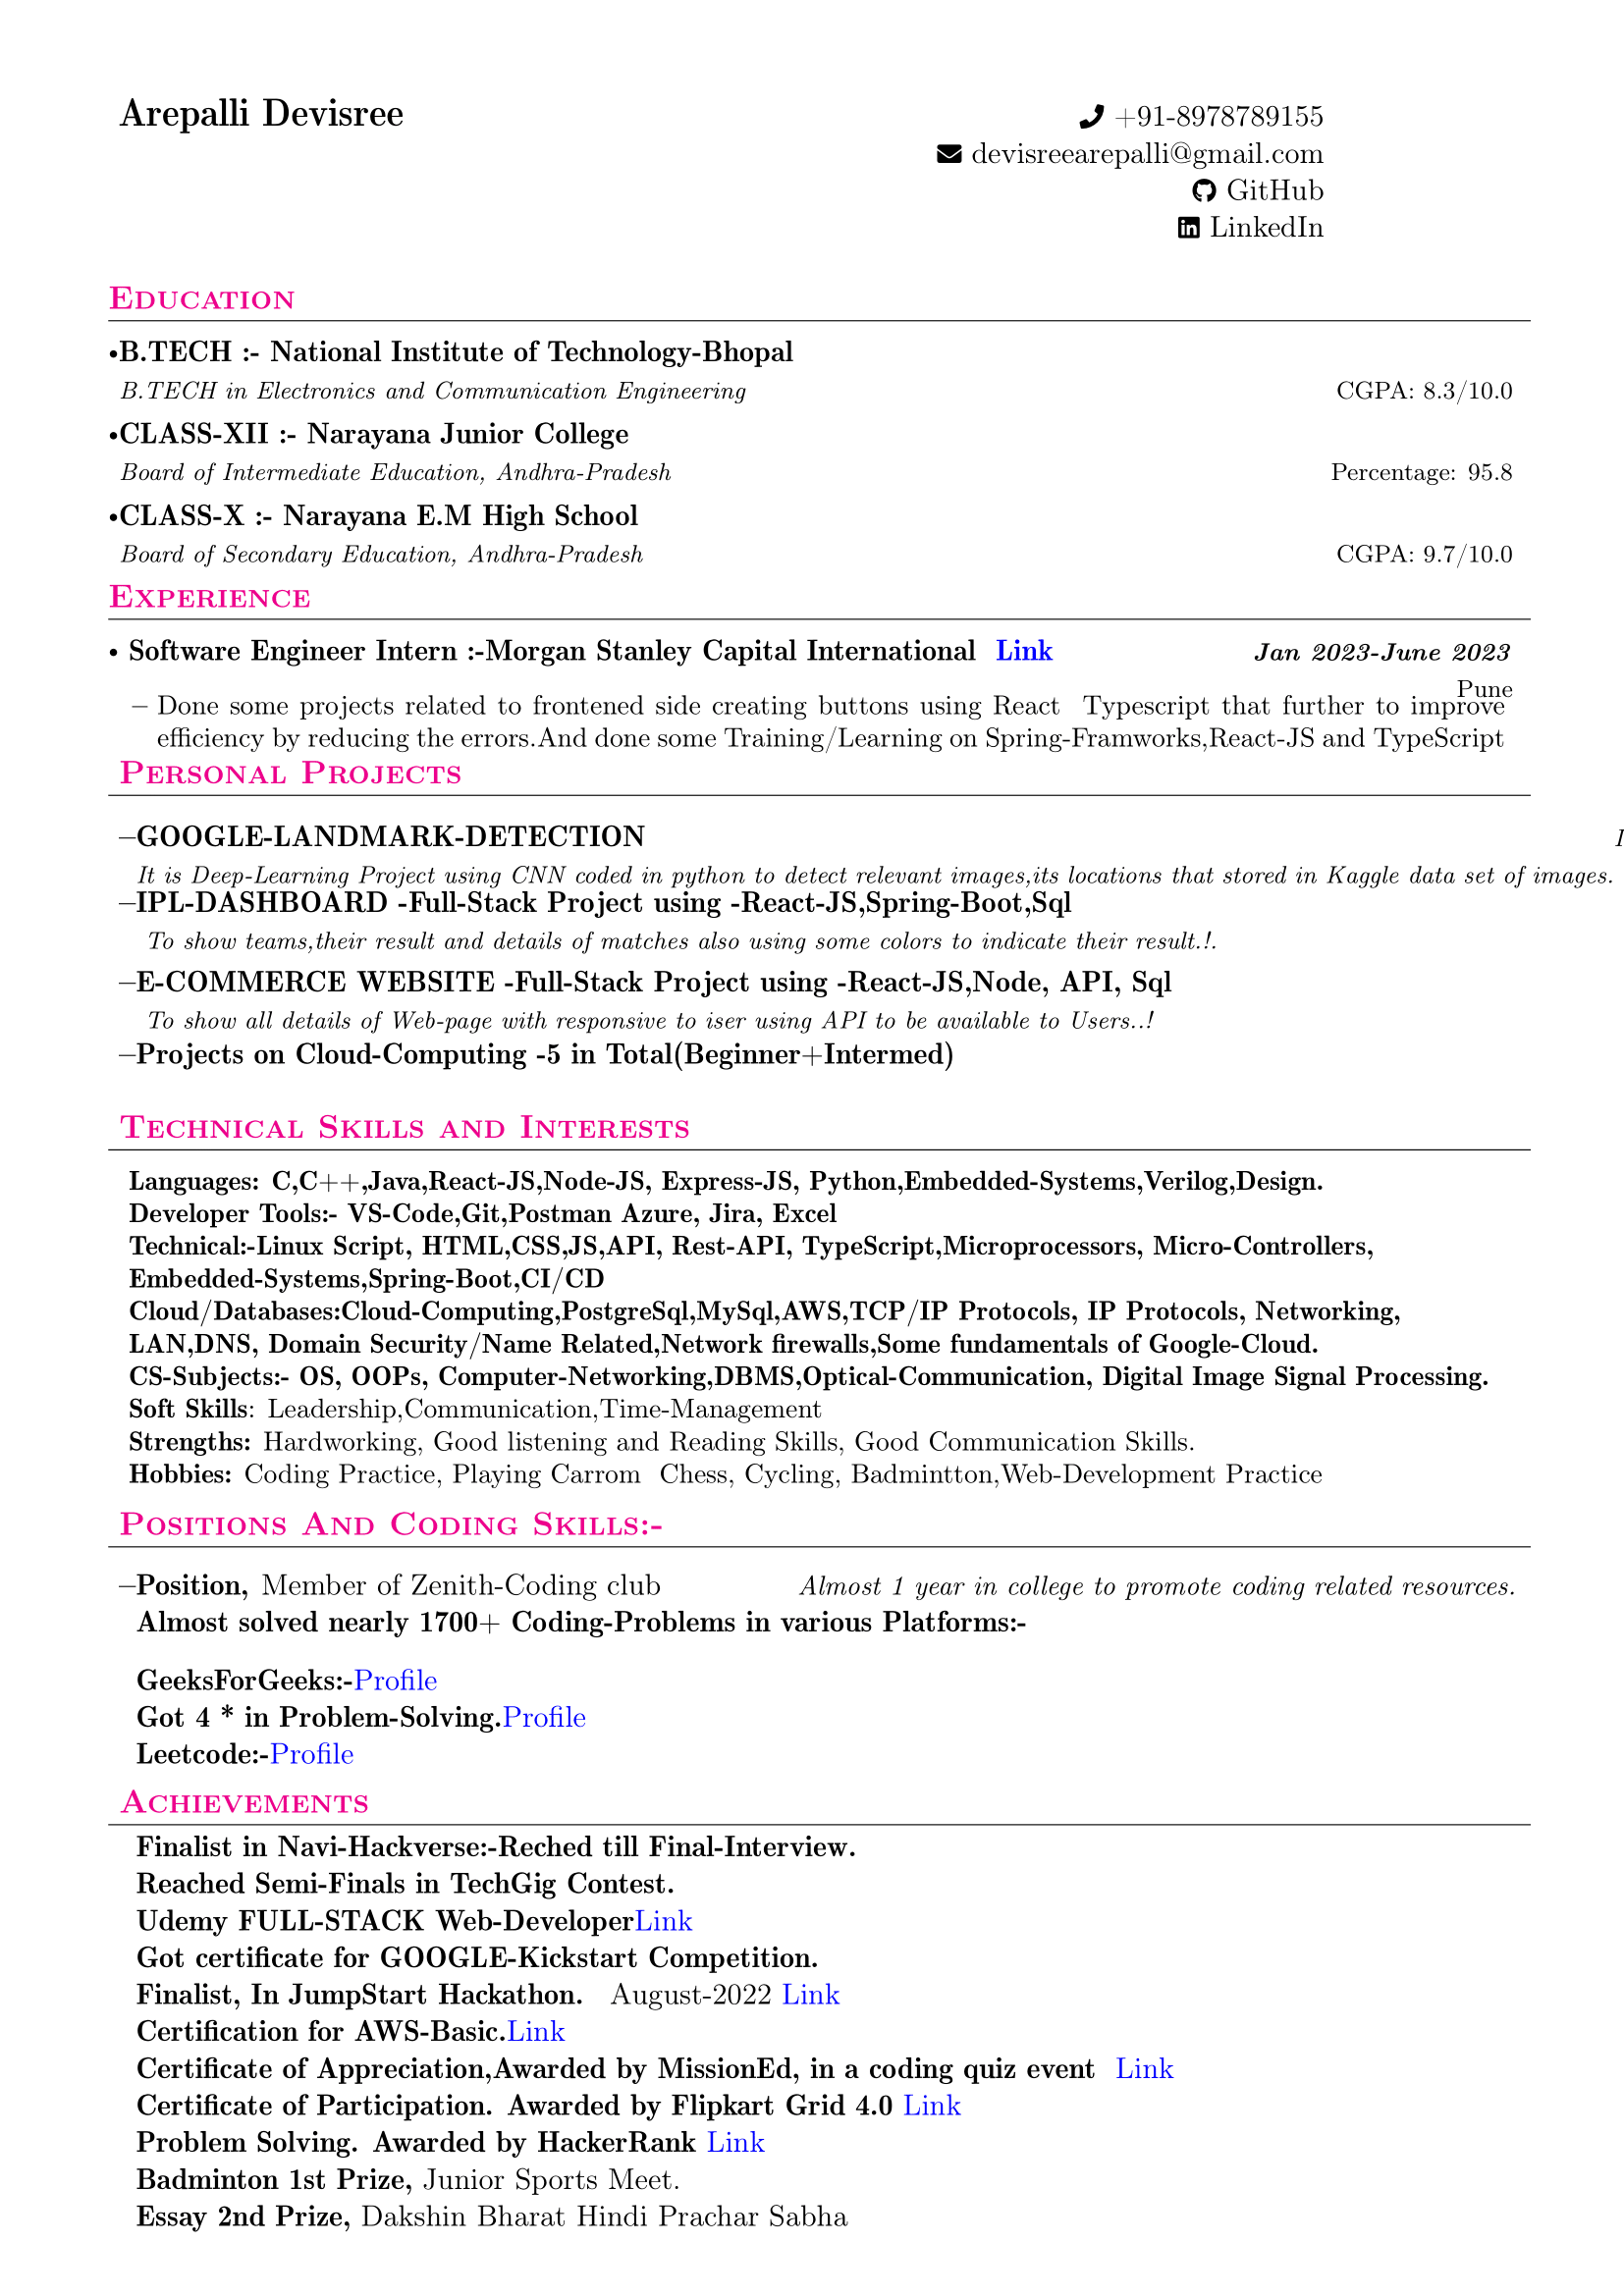 Arepalli Devisree
+91-8978789155
devisreearepalli@gmail.com
GitHub
LinkedIn
Education
•B.TECH :- National Institute of Technology-Bhopal
B.TECH in Electronics and Communication Engineering CGPA: 8.3/10.0
•CLASS-XII :- Narayana Junior College
Board of Intermediate Education, Andhra-Pradesh Percentage: 95.8
•CLASS-X :- Narayana E.M High School
Board of Secondary Education, Andhra-Pradesh CGPA: 9.7/10.0
Experience
• Software Engineer Intern :-Morgan Stanley Capital International Link Jan 2023-June 2023
Pune
– Done some projects related to frontened side creating buttons using React Typescript that further to improve
efficiency by reducing the errors.And done some Training/Learning on Spring-Framworks,React-JS and TypeScript
Personal Projects
–GOOGLE-LANDMARK-DETECTION
It is Deep-Learning Project using CNN coded in python to detect relevant images,its locations that stored in Kaggle data set of images.
–IPL-DASHBOARD -Full-Stack Project using -React-JS,Spring-Boot,Sql
To show teams,their result and details of matches also using some colors to indicate their result.!.
–E-COMMERCE WEBSITE -Full-Stack Project using -React-JS,Node, API, Sql
To show all details of Web-page with responsive to iser using API to be available to Users..!
–Projects on Cloud-Computing -5 in Total(Beginner+Intermed)
Technical Skills and Interests
Languages: C,C++,Java,React-JS,Node-JS, Express-JS, Python,Embedded-Systems,Verilog,Design.
Developer Tools:- VS-Code,Git,Postman Azure, Jira, Excel
Technical:-Linux Script, HTML,CSS,JS,API, Rest-API, TypeScript,Microprocessors, Micro-Controllers,
Embedded-Systems,Spring-Boot,CI/CD
Cloud/Databases:Cloud-Computing,PostgreSql,MySql,AWS,TCP/IP Protocols, IP Protocols, Networking,
LAN,DNS, Domain Security/Name Related,Network firewalls,Some fundamentals of Google-Cloud.
CS-Subjects:- OS, OOPs, Computer-Networking,DBMS,Optical-Communication, Digital Image Signal Processing.
Soft Skills: Leadership,Communication,Time-Management
Strengths: Hardworking, Good listening and Reading Skills, Good Communication Skills.
Hobbies: Coding Practice, Playing Carrom Chess, Cycling, Badmintton,Web-Development Practice
Positions And Coding Skills:-
–Position, Member of Zenith-Coding club Almost 1 year in college to promote coding related resources.
Almost solved nearly 1700+ Coding-Problems in various Platforms:-
GeeksForGeeks:-Profile
Got 4 * in Problem-Solving.Profile
Leetcode:-Profile
Achievements
Finalist in Navi-Hackverse:-Reched till Final-Interview.
Reached Semi-Finals in TechGig Contest.
Udemy FULL-STACK Web-DeveloperLink
Got certificate for GOOGLE-Kickstart Competition.
Finalist, In JumpStart Hackathon. August-2022 Link
Certification for AWS-Basic.Link
Certificate of Appreciation,Awarded by MissionEd, in a coding quiz event Link
Certificate of Participation. Awarded by Flipkart Grid 4.0 Link
Problem Solving. Awarded by HackerRank Link
Badminton 1st Prize, Junior Sports Meet.
Essay 2nd Prize, Dakshin Bharat Hindi Prachar Sabha